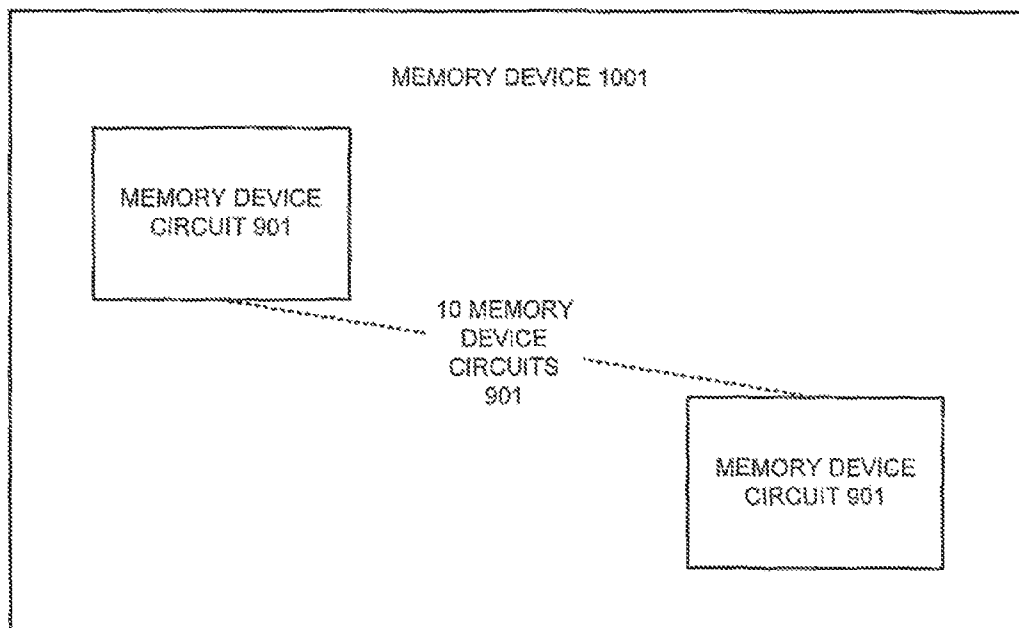 MEMORY DEVICE 1001
MEMORY DEVICE
CIRCUIT 901
10 MEMORY
DEVICE
CIRCUITS
901
MEMORY DEVICE
CIRCUIT 901